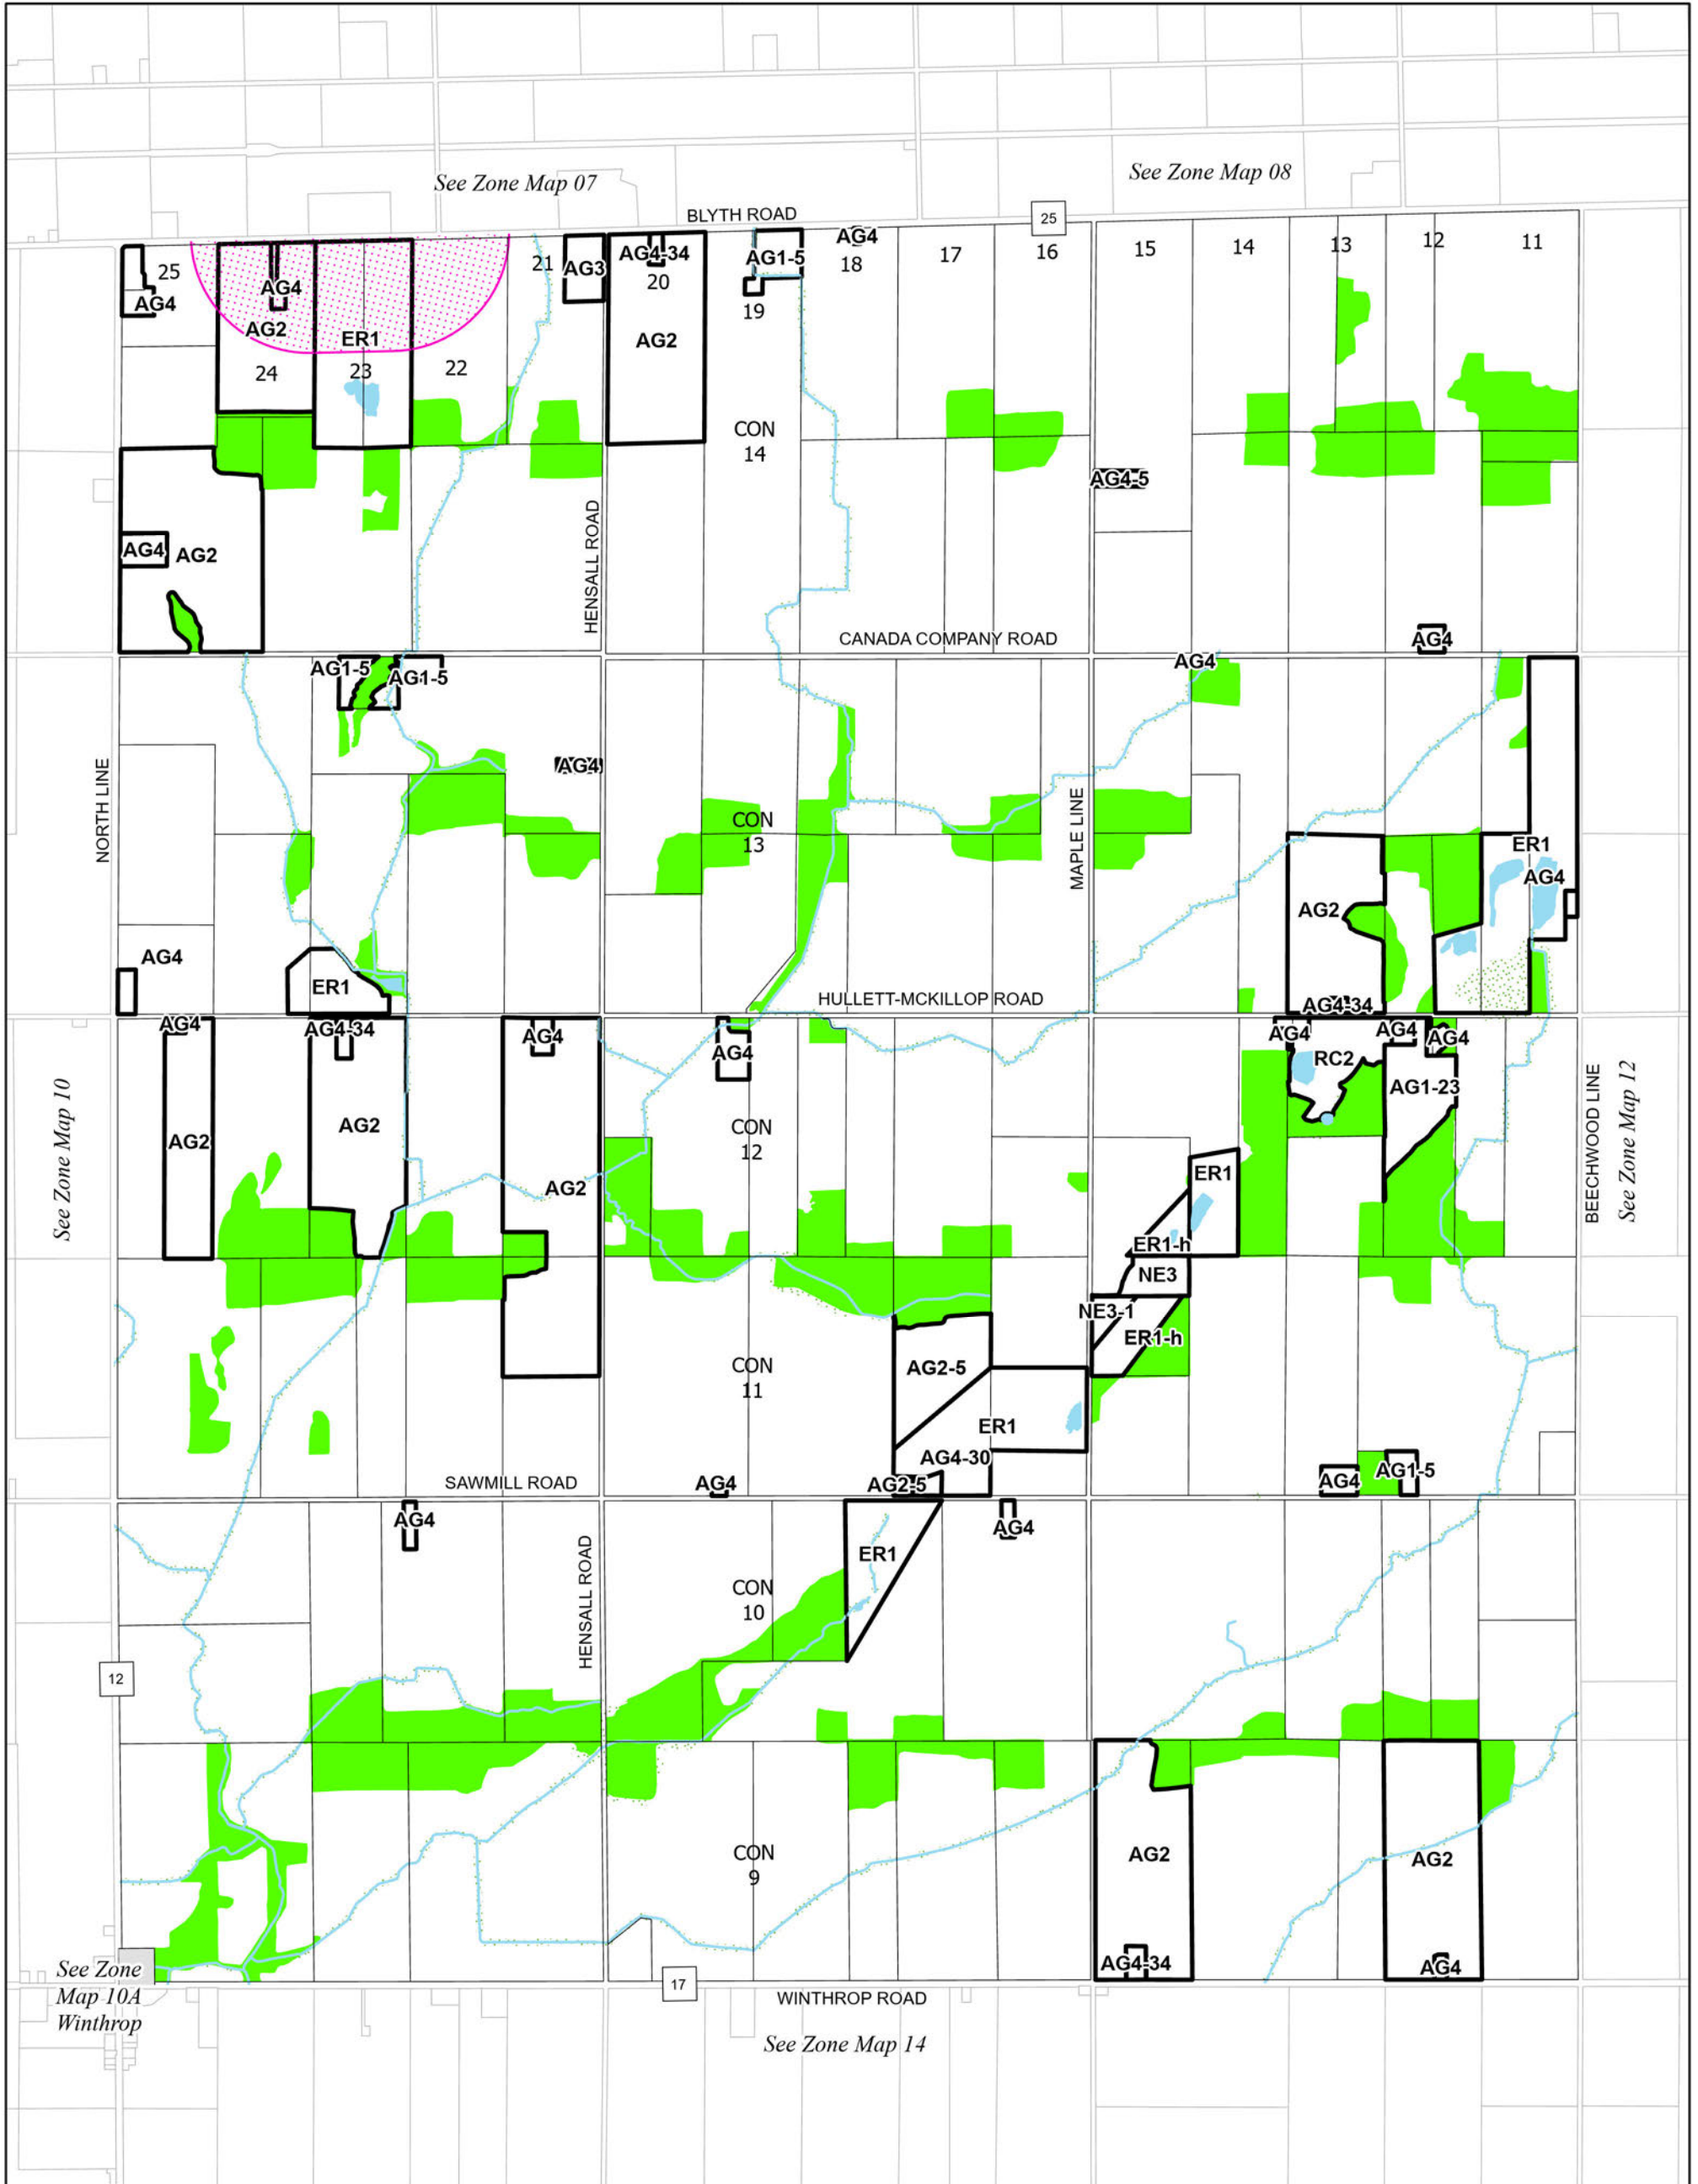 See Zone Map 07
See Zone Map 08
BLYTH ROAD
25
25
AG4
AG4
AG2
24
ER1
23
22
21
AG3
AG4-34
20
AG2
AG1-5
19
AG4
18
17
16
15
14
13
12
11
CON
14
AG4-5
AG4
AG2
HENSALL ROAD
CANADA COMPANY ROAD
AG4
AG4
AG1-5
AG1-5
AG4
NORTH LINE
CON
13
MAPLE LINE
ER1
AG4
AG2
AG4
ER1
HULLETT-MCKILLOP ROAD
AG4-34
AG4
AG4-34
AG4
AG4
AG4
AG4
AG4
RC2
AG1-23
See Zone Map 10
AG2
AG2
AG2
CON
12
BEECHWOOD LINE
See Zone Map 12
ER1
ER1-h
NE3
NE3-1
ER1-h
CON
11
AG2-5
ER1
AG4-30
AG2-5
AG4
SAWMILL ROAD
AG4
AG1-5
AG4
AG4
ER1
HENSALL ROAD
CON
10
12
CON
9
AG2
AG2
AG4-34
AG4
See Zone
Map 10A
Winthrop
17
WINTHROP ROAD
See Zone Map 14